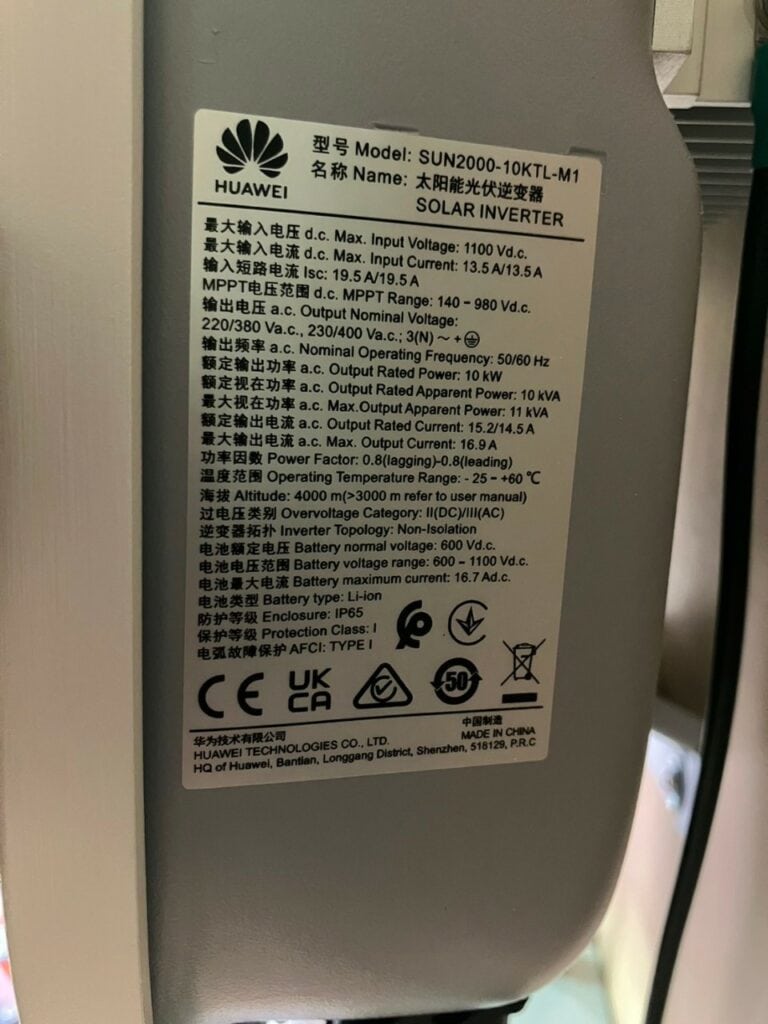 HUAWEI
型号 Model: SUN2000-10KTL-M1
名称 Name: 太阳能光伏逆变器
SOLAR INVERTER
最大输入电压 d.c. Max. Input Voltage: 1100 Vd.c.
最大输入电流 d.c. Max. Input Current: 13.5 A/13.5 A
输入短路电流 Isc: 19.5 A/19.5 A
MPPT电压范围 d.c. MPPT Range: 140 – 980 Vd.c.
输出电压 a.c. Output Nominal Voltage:
220/380 Va.c., 230/400 Va.c.; 3(N) ~ +
输出频率 a.c. Nominal Operating Frequency: 50/60 Hz
额定输出功率 a.c. Output Rated Power: 10 kW
额定视在功率 a.c. Output Rated Apparent Power: 10 kVA
最大视在功率 a.c. Max.Output Apparent Power: 11 kVA
额定输出电流 a.c. Output Rated Current: 15.2/14.5 A
最大输出电流 a.c. Max. Output Current: 16.9 A
功率因数 Power Factor: 0.8(lagging)-0.8(leading)
温度范围 Operating Temperature Range: - 25 – +60 ℃
海拔 Altitude: 4000 m(>3000 m refer to user manual)
过电压类别 Overvoltage Category: II(DC)/III(AC)
逆变器拓扑 Inverter Topology: Non-Isolation
电池额定电压 Battery normal voltage: 600 Vd.c.
电池电压范围 Battery voltage range: 600 – 1100 Vd.c.
电池最大电流 Battery maximum current: 16.7 Ad.c.
电池类型 Battery type: Li-ion
防护等级 Enclosure: IP65
保护等级 Protection Class: I
电弧故障保护 AFCI: TYPE I
CE UK CA 50
华为技术有限公司
HUAWEI TECHNOLOGIES CO., LTD.
中国制造
MADE IN CHINA
HQ of Huawei, Bantian, Longgang District, Shenzhen, 518129, P.R.C